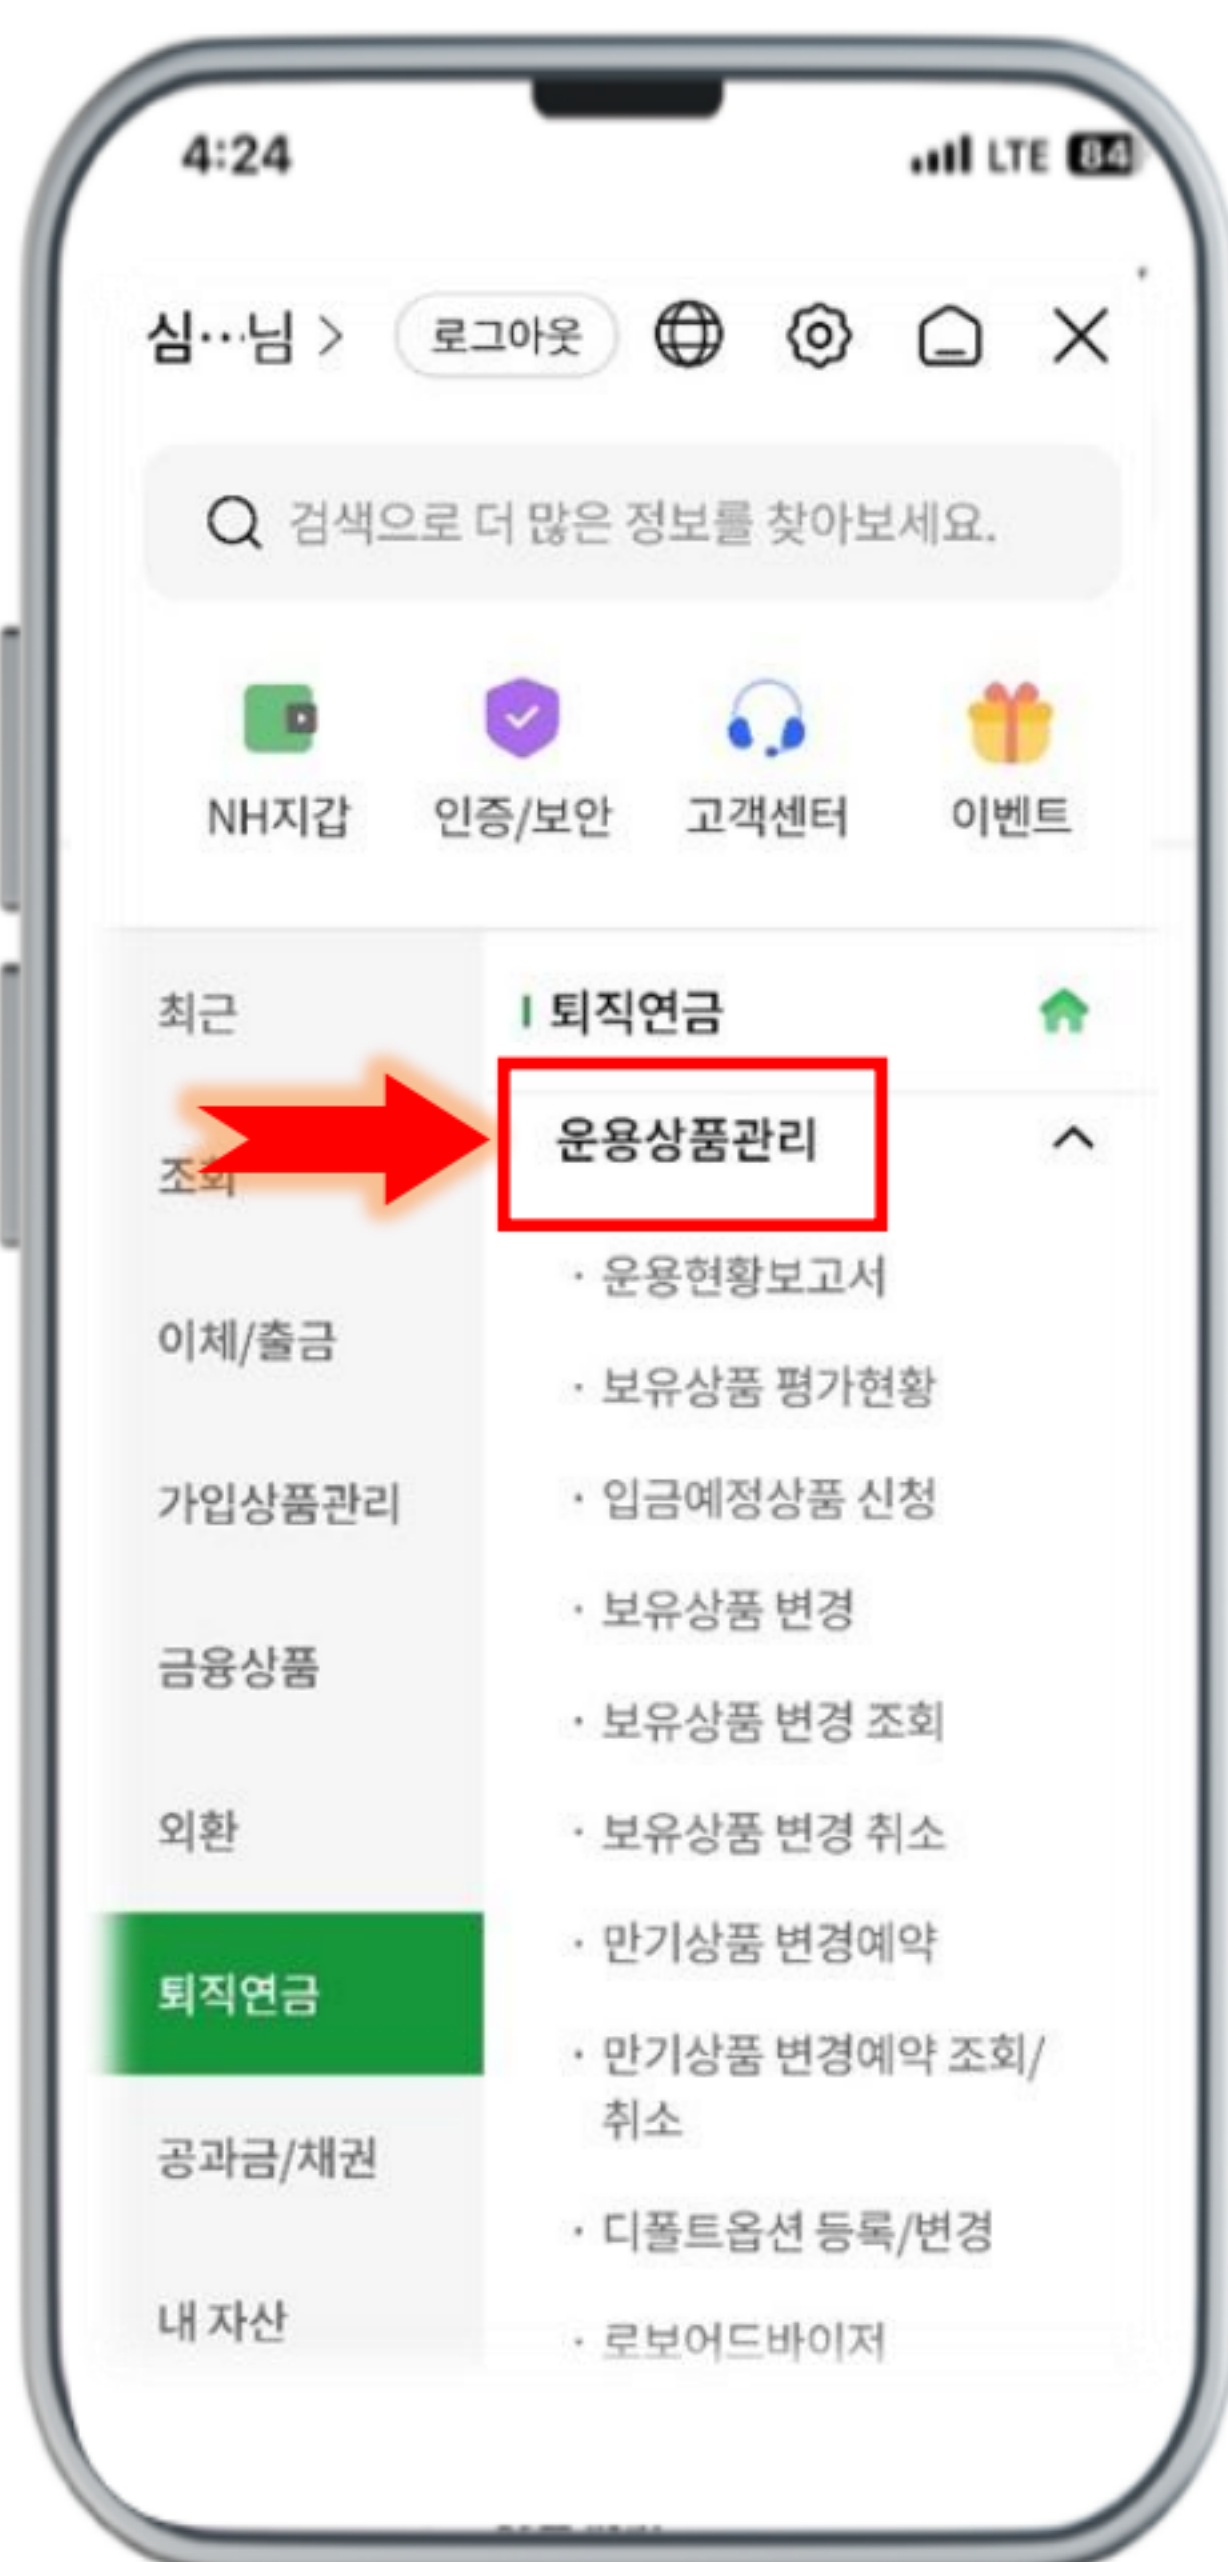 4:24 LTE 84
심…님 > 로그아웃
검색으로 더 많은 정보를 찾아보세요.
NH지갑 인증/보안 고객센터 이벤트
최근
조회
이체/출금
가입상품관리
금융상품
외환
퇴직연금
공과금/채권
내 자산
퇴직연금
운용상품관리
· 운용현황보고서
· 보유상품 평가현황
· 입금예정상품 신청
· 보유상품 변경
· 보유상품 변경 조회
· 보유상품 변경 취소
· 만기상품 변경예약
· 만기상품 변경예약 조회/
취소
· 디폴트옵션 등록/변경
· 로보어드바이저